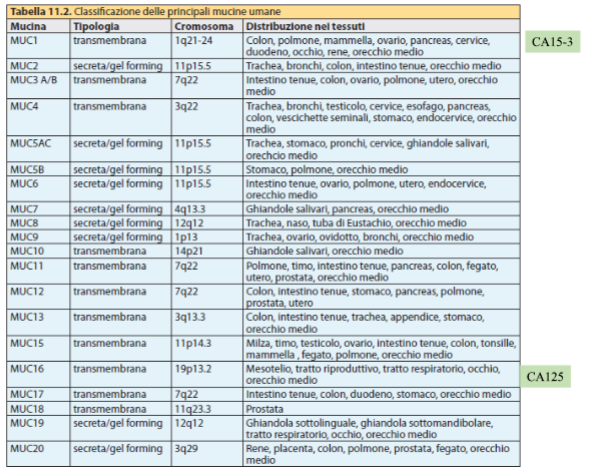 Tabella 11.2. Classificazione delle principali mucine umane
Mucina Tipologia Cromosoma Distribuzione nei tessuti
MUC1 transmembrana 1q21-24 Colon, polmone, mammella, ovario, pancreas, cervice,
duodeno, occhio, rene, orecchio medio
CA15-3
MUC2 secreta/gel forming 11p15.5 Trachea, bronchi, colon, intestino tenue, orecchio medio
MUC3 A/B transmembrana 7q22 Intestino tenue, colon, ovario, polmone, utero, orecchio
medio
MUC4 transmembrana 3q22 Trachea, bronchi, testicolo, cervice, esofago, pancreas,
colon, vescichette seminali, stomaco, endocervice, orecchio
medio
MUC5AC secreta/gel forming 11p15.5 Trachea, stomaco, pronchi, cervice, ghiandole salivari,
orehcchio medio
MUC5B secreta/gel forming 11p15.5 Stomaco, polmone, orecchio medio
MUC6 secreta/gel forming 11p15.5 Intestino tenue, ovario, polmone, utero, endocervice,
orecchio medio
MUC7 secreta/gel forming 4q13.3 Ghiandole salivari, pancreas, orecchio medio
MUC8 secreta/gel forming 12q12 Trachea, naso, tuba di Eustachio, orecchio medio
MUC9 secreta/gel forming 1p13 Trachea, ovario, ovidotto, bronchi, orecchio medio
MUC10 transmembrana 14p21 Ghiandole salivari, orecchio medio
MUC11 transmembrana 7q22 Polmone, timo, intestino tenue, pancreas, colon, fegato,
utero, prostata, orecchio medio
MUC12 transmembrana 7q22 Colon, intestino tenue, stomaco, pancreas, polmone,
prostata, utero
MUC13 transmembrana 3q13.3 Colon, intestino tenue, trachea, appendice, stomaco,
orecchio medio
MUC15 transmembrana 11p14.3 Milza, timo, testicolo, ovario, intestino tenue, colon, tonsille,
mammella , fegato, polmone, orecchio medio
MUC16 transmembrana 19p13.2 Mesotelio, tratto riproduttivo, tratto respiratorio, occhio,
orecchio medio
CA125
MUC17 transmembrana 7q22 Intestino tenue, colon, duodeno, stomaco, orecchio medio
MUC18 transmembrana 11q23.3 Prostata
MUC19 secreta/gel forming 12q12 Ghiandola sottolinguale, ghiandola sottomandibolare,
tratto respiratorio, occhio, orecchio medio
MUC20 secreta/gel forming 3q29 Rene, placenta, colon, polmone, prostata, fegato, orecchio
medio